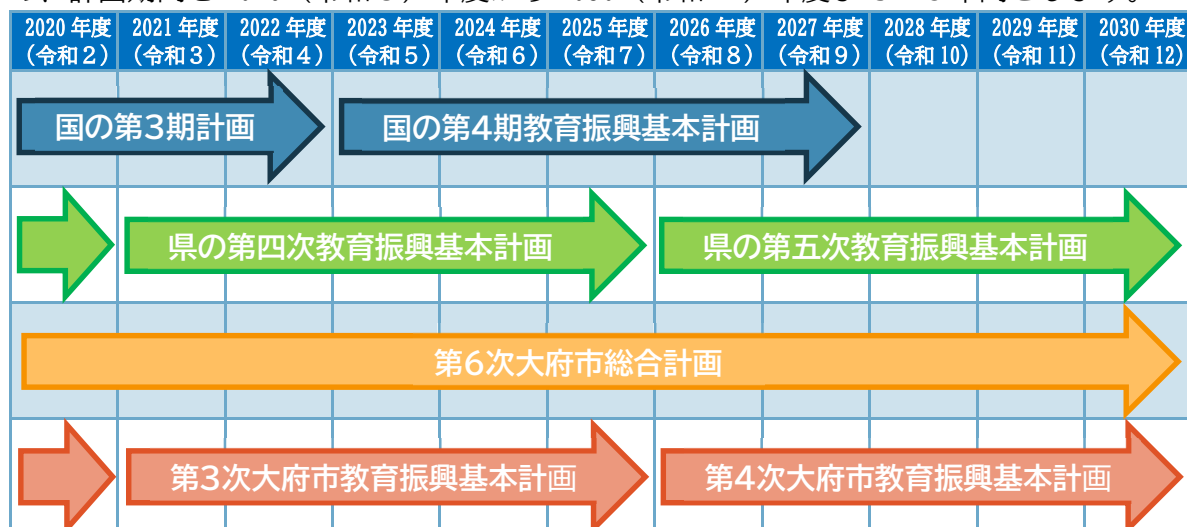 2020 年度 2021 年度 2022 年度 2023 年度 2024 年度 2025 年度 2026 年度 2027 年度 2028 年度 2029 年度 2030 年度
(令和2) (令和3) (令和4) (令和5) (令和6) (令和7) (令和8) (令和9) (令和 10) (令和 11) (令和 12)
国の第3期計画 国の第4期教育振興基本計画
県の第四次教育振興基本計画 県の第五次教育振興基本計画
第6次大府市総合計画
第3次大府市教育振興基本計画 第4次大府市教育振興基本計画